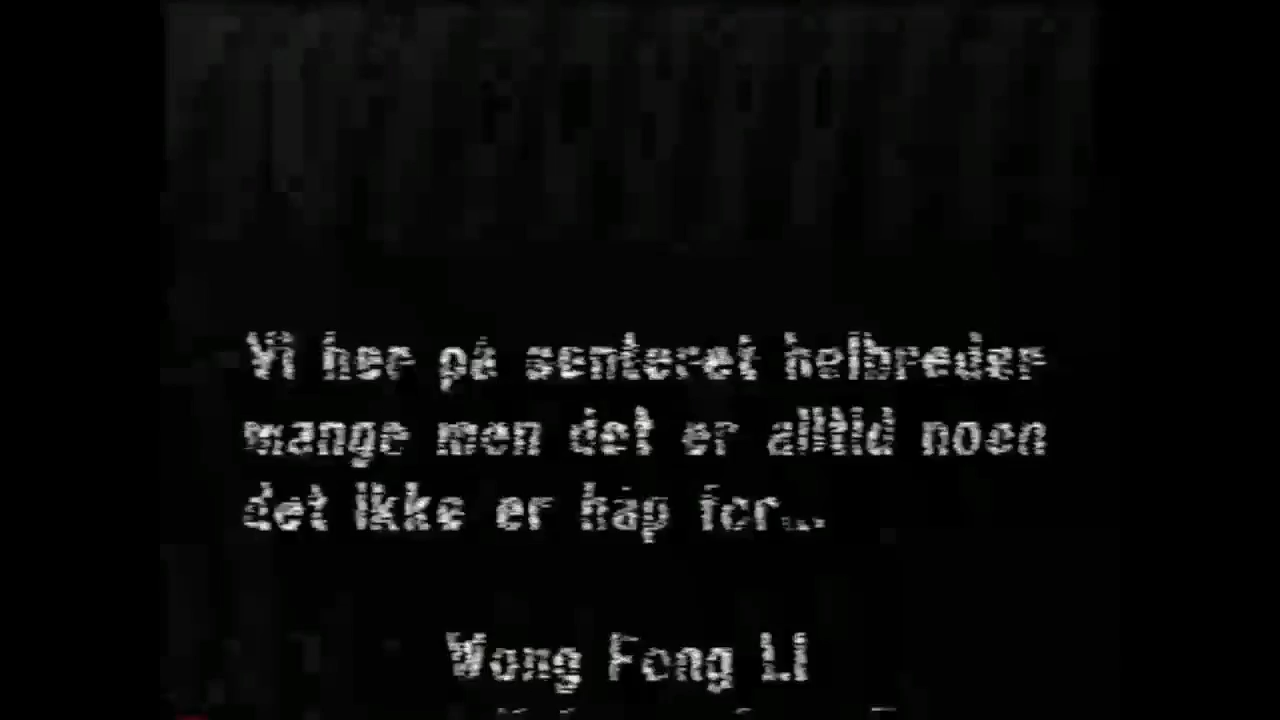 Vi her på senteret helbreder
mange men det er alltid noen
det ikke er håp for...
Wong Fong Li